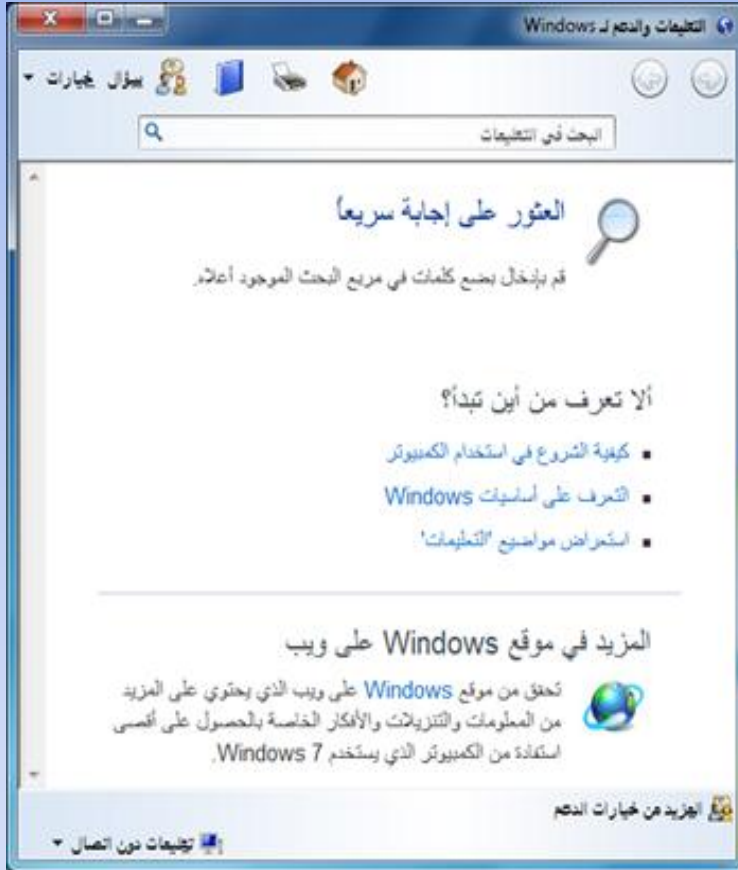 التعليمات والدعم لـ Windows
بسؤال خيارات
البحث في التعليمات
العثور على إجابة سريعاً
قم بإدخال بضع كلمات في مربع البحث الموجود أعلاه.
ألا تعرف من أين تبدأ؟
كيفية الشروع في استخدام الكمبيوتر
التعرف على أساسيات Windows
استعراض مواضيع 'التعليمات'
المزيد في موقع Windows على ويب
تحقق من موقع Windows على ويب الذي يحتوي على المزيد
من المعلومات والتنزيلات والأفكار الخاصة بالحصول على أقصى
استفادة من الكمبيوتر الذي يستخدم Windows 7.
المزيد من خيارات الدعم
تعليمات دون اتصال